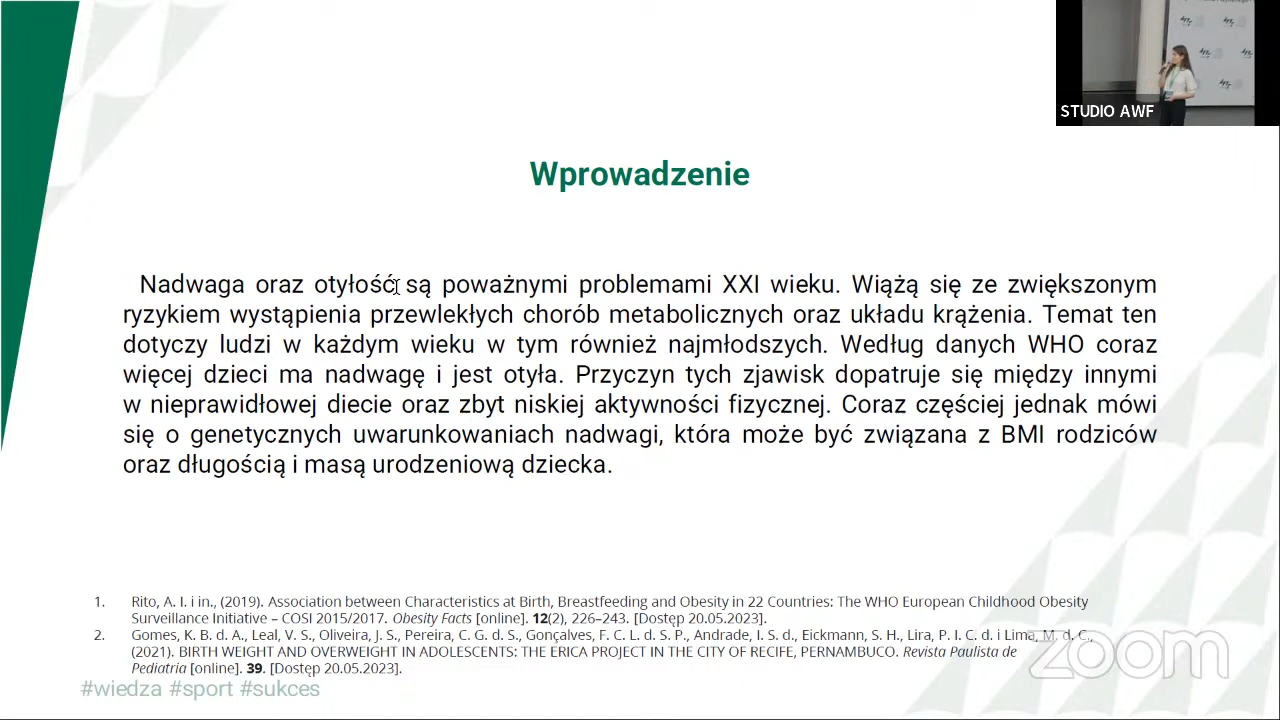 STUDIO AWF
Wprowadzenie
Nadwaga oraz otyłość są poważnymi problemami XXI wieku. Wiążą się ze zwiększonym
ryzykiem wystąpienia przewlekłych chorób metabolicznych oraz układu krążenia. Temat ten
dotyczy ludzi w każdym wieku w tym również najmłodszych. Według danych WHO coraz
więcej dzieci ma nadwagę i jest otyła. Przyczyn tych zjawisk dopatruje się między innymi
w nieprawidłowej diecie oraz zbyt niskiej aktywności fizycznej. Coraz częściej jednak mówi
się o genetycznych uwarunkowaniach nadwagi, która może być związana z BMI rodziców
oraz długością i masą urodzeniową dziecka.
1. Rito, A. I. i in., (2019). Association between Characteristics at Birth, Breastfeeding and Obesity in 22 Countries: The WHO European Childhood Obesity
Surveillance Initiative – COSI 2015/2017. Obesity Facts [online]. 12(2), 226–243. [Dostęp 20.05.2023].
2. Gomes, K. B. d. A., Leal, V. S., Oliveira, J. S., Pereira, C. G. d. S., Gonçalves, F. C. L. d. S. P., Andrade, I. S. d., Eickmann, S. H., Lira, P. I. C. d. i Lima, M. d. C.,
(2021). BIRTH WEIGHT AND OVERWEIGHT IN ADOLESCENTS: THE ERICA PROJECT IN THE CITY OF RECIFE, PERNAMBUCO. Revista Paulista de
Pediatria [online]. 39. [Dostęp 20.05.2023].
zoom
#wiedza #sport #sukces